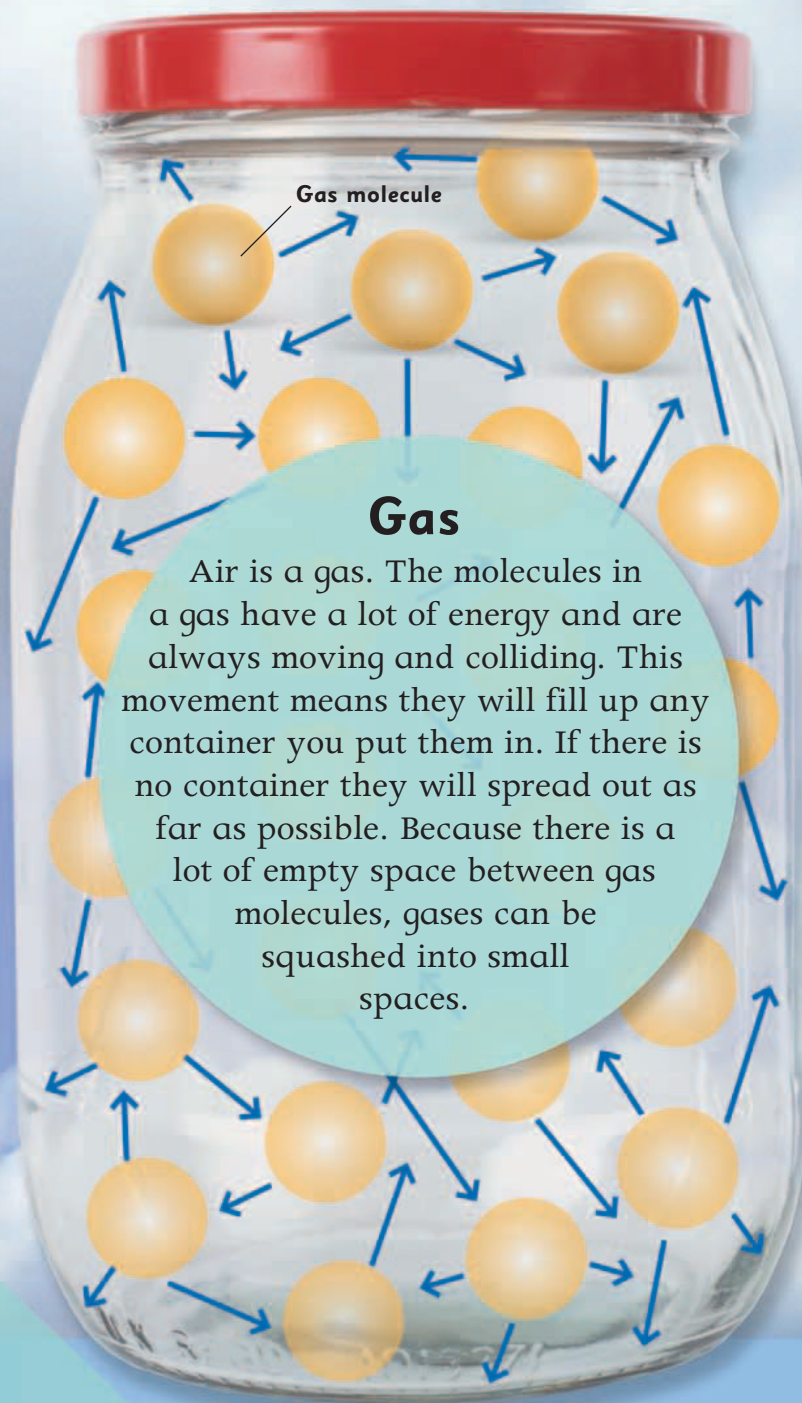 Gas molecule
Gas
Air is a gas. The molecules in
a gas have a lot of energy and are
always moving and colliding. This
movement means they will fill up any
container you put them in. If there is
no container they will spread out as
far as possible. Because there is a
lot of empty space between gas
molecules, gases can be
squashed into small
spaces.